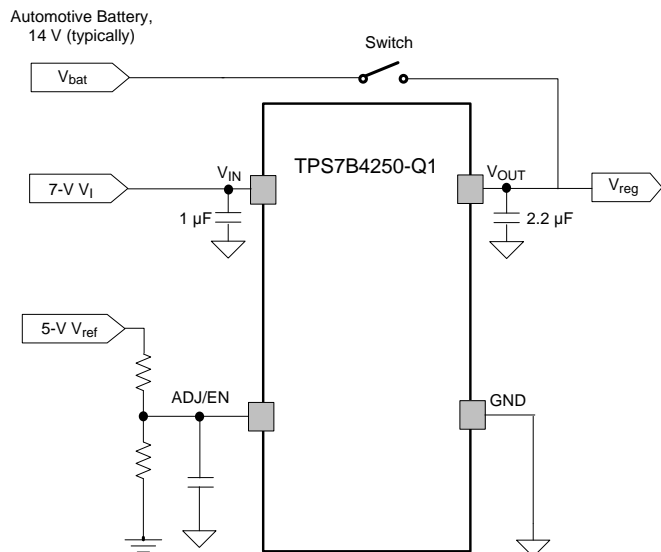 Automotive Battery,
14 V (typically)
Switch
Vbat
TPS7B4250-Q1
7-V VI
VIN
VOUT
Vreg
1 µF
2.2 µF
5-V Vref
ADJ/EN
GND